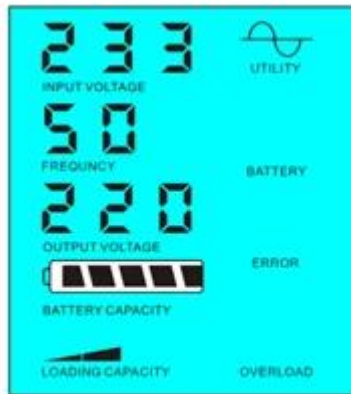 233
INPUT VOLTAGE
UTILITY
50
FREQUNCY
BATTERY
220
OUTPUT VOLTAGE
ERROR
BATTERY CAPACITY
LOADING CAPACITY
OVERLOAD